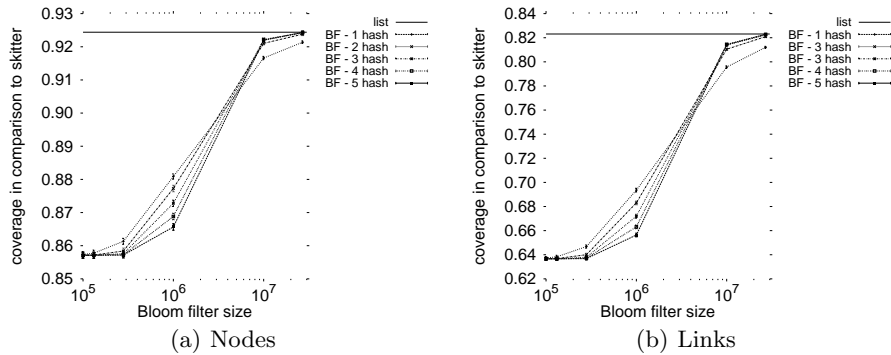 0.93
0.92
0.91
0.90
0.89
0.88
0.87
0.86
0.85
coverage in comparison to skitter
10^5
10^6
10^7
Bloom filter size
list
BF - 1 hash
BF - 2 hash
BF - 3 hash
BF - 4 hash
BF - 5 hash
(a) Nodes
0.84
0.82
0.80
0.78
0.76
0.74
0.72
0.70
0.68
0.66
0.64
0.62
coverage in comparison to skitter
10^5
10^6
10^7
Bloom filter size
list
BF - 1 hash
BF - 3 hash
BF - 3 hash
BF - 4 hash
BF - 5 hash
(b) Links